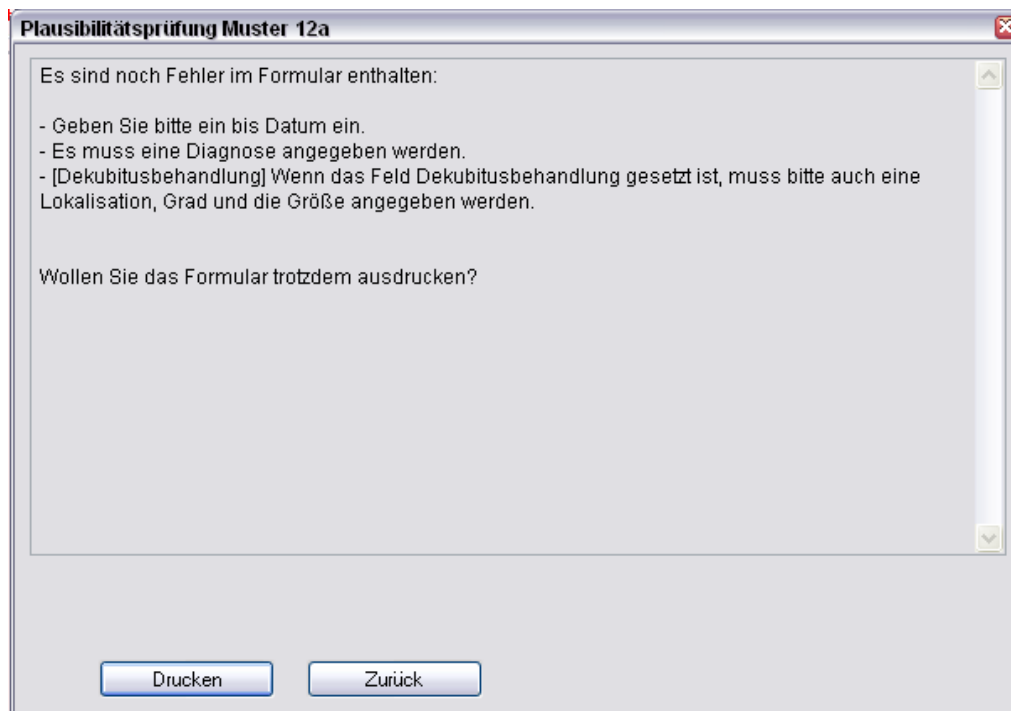 Plausibilitätsprüfung Muster 12a
Es sind noch Fehler im Formular enthalten:
- Geben Sie bitte ein bis Datum ein.
- Es muss eine Diagnose angegeben werden.
- [Dekubitusbehandlung] Wenn das Feld Dekubitusbehandlung gesetzt ist, muss bitte auch eine
Lokalisation, Grad und die Größe angegeben werden.
Wollen Sie das Formular trotzdem ausdrucken?
Drucken
Zurück